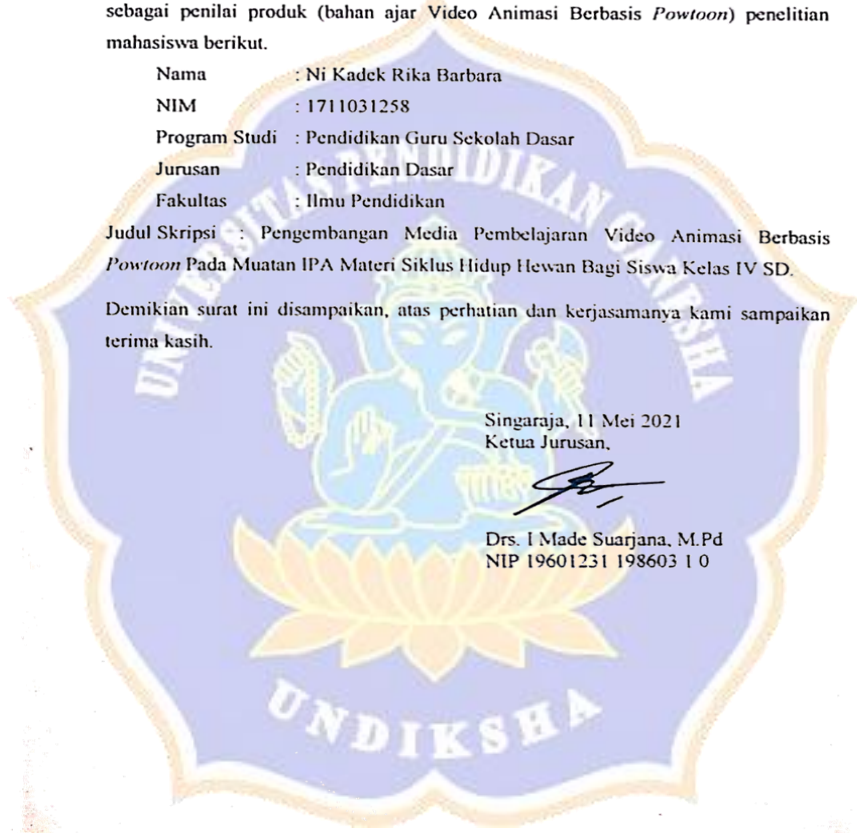 sebagai penilai produk (bahan ajar Video Animasi Berbasis Powtoon) penelitian
mahasiswa berikut.
Nama : Ni Kadek Rika Barbara
NIM : 1711031258
Program Studi : Pendidikan Guru Sekolah Dasar
Jurusan : Pendidikan Dasar
Fakultas : Ilmu Pendidikan
Judul Skripsi : Pengembangan Media Pembelajaran Video Animasi Berbasis
Powtoon Pada Muatan IPA Materi Siklus Hidup Hewan Bagi Siswa Kelas IV SD.
Demikian surat ini disampaikan, atas perhatian dan kerjasamanya kami sampaikan
terima kasih.
Singaraja, 11 Mei 2021
Ketua Jurusan,
Drs. I Made Suarjana, M.Pd
NIP 19601231 198603 1 0
UNIVERSITAS PENDIDIKAN GANESHA
UNDIKSHA